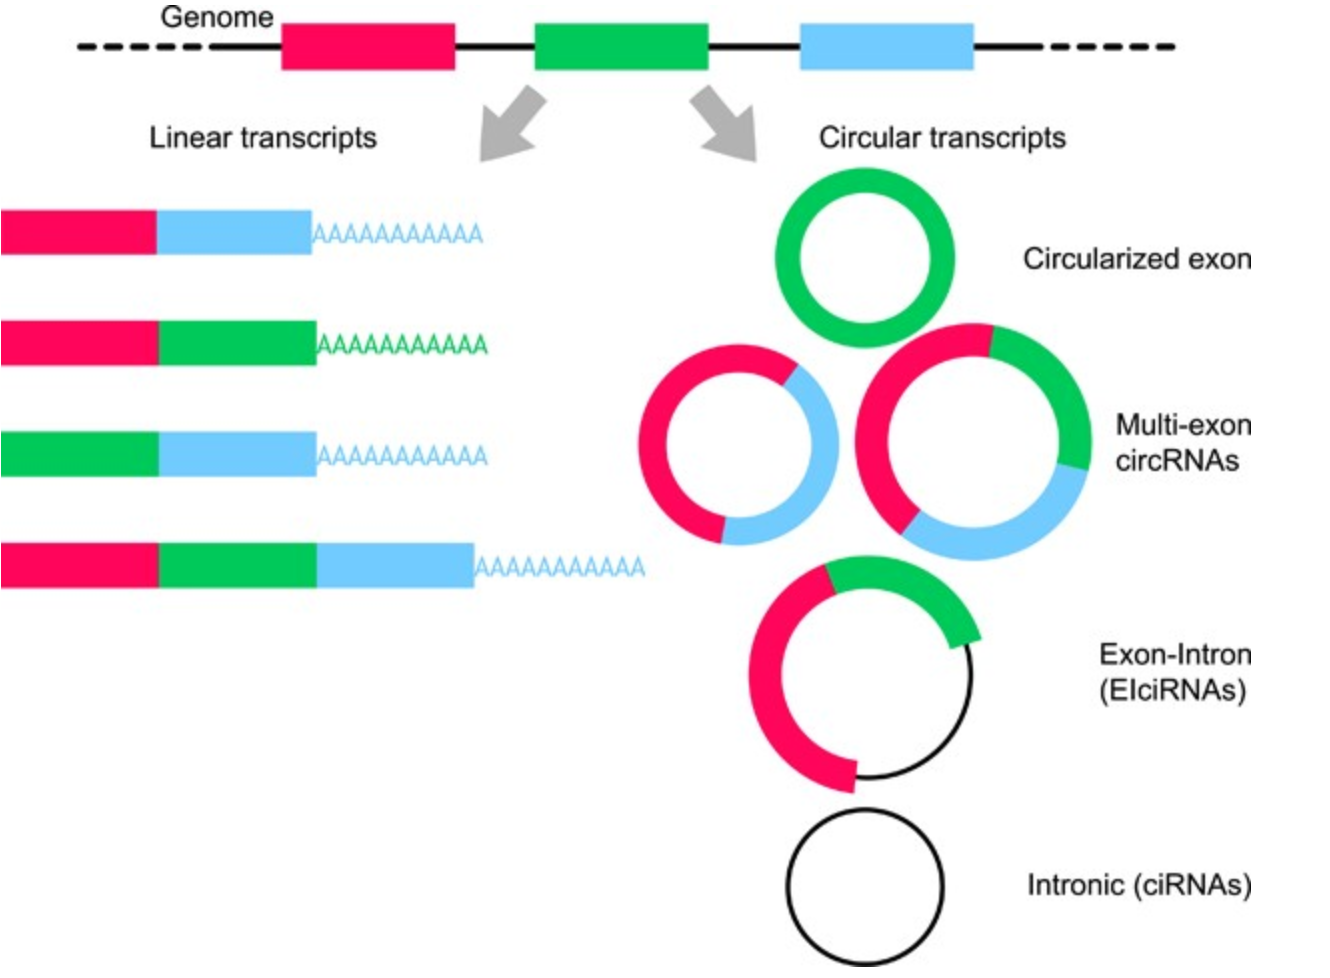 Genome
Linear transcripts
Circular transcripts
AAAAAAAAAAA
Circularized exon
AAAAAAAAAAA
Multi-exon
circRNAs
AAAAAAAAAAA
AAAAAAAAAAA
Exon-Intron
(EIciRNAs)
Intronic (ciRNAs)